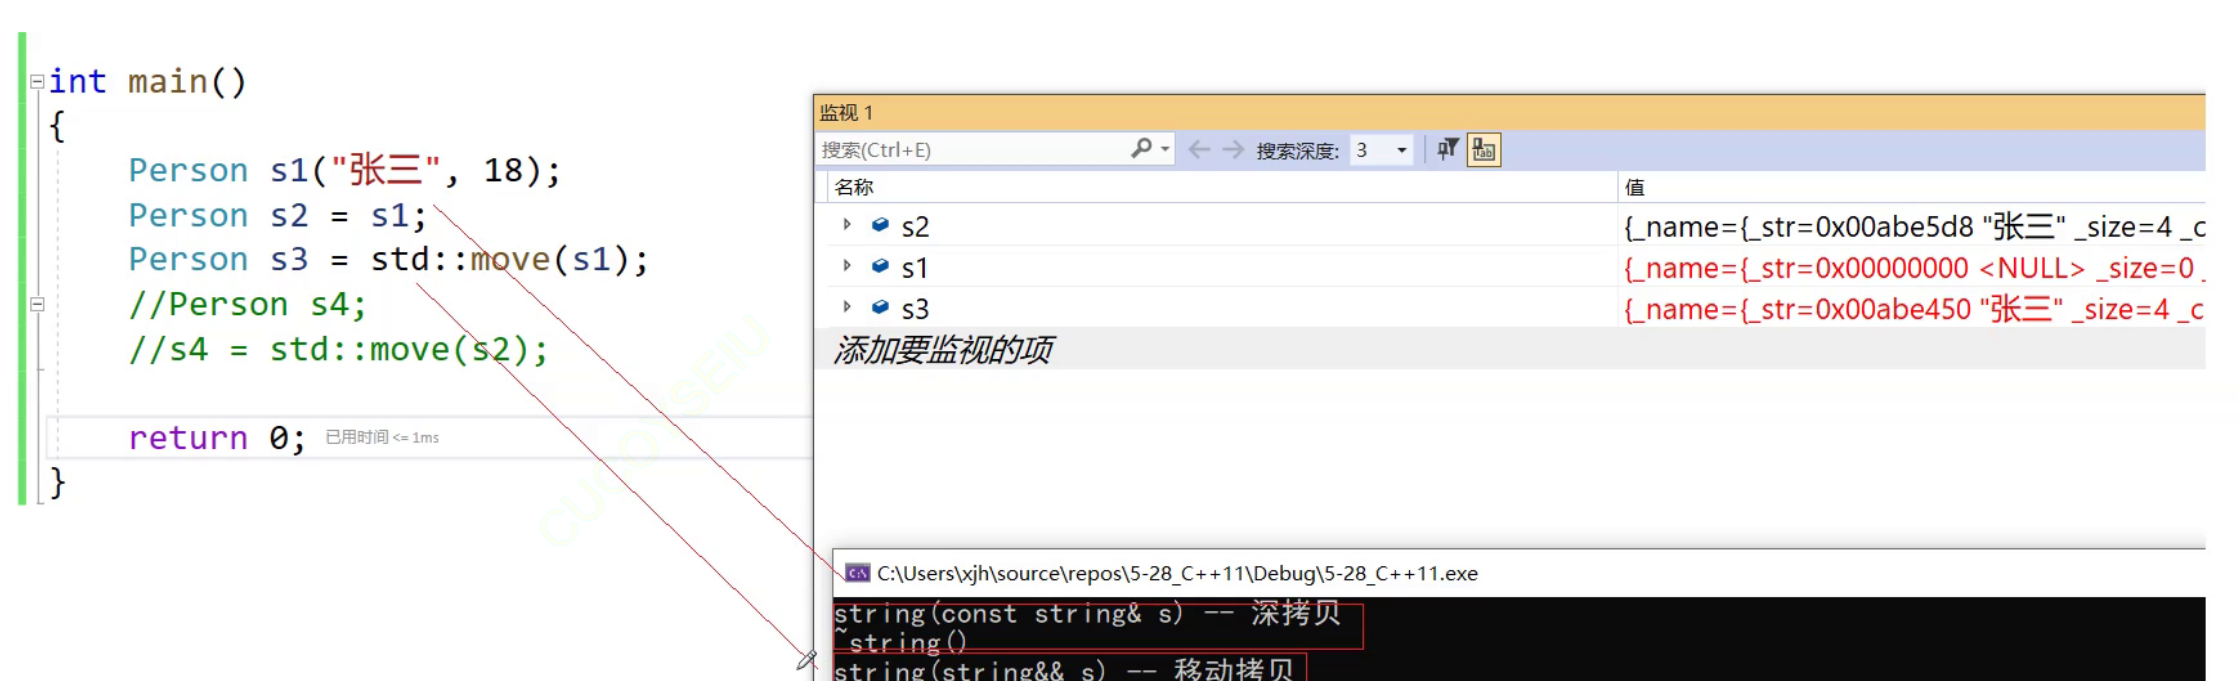 int main()
{
Person s1("张三", 18);
Person s2 = s1;
Person s3 = std::move(s1);
//Person s4;
//s4 = std::move(s2);
return 0; 已用时间 <= 1ms
}
监视 1
搜索(Ctrl+E) 搜索深度: 3
名称 值
s2 {_name={_str=0x00abe5d8 "张三" _size=4 _c
s1 {_name={_str=0x00000000 <NULL> _size=0 _
s3 {_name={_str=0x00abe450 "张三" _size=4 _c
添加要监视的项
C:\Users\xjh\source\repos\5-28_C++11\Debug\5-28_C++11.exe
string(const string& s) -- 深拷贝
~string()
string(string&& s) -- 移动拷贝